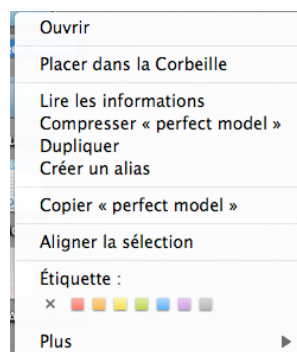 Ouvrir
Placer dans la Corbeille
Lire les informations
Compresser « perfect model »
Dupliquer
Créer un alias
Copier « perfect model »
Aligner la sélection
Étiquette :
×
Plus